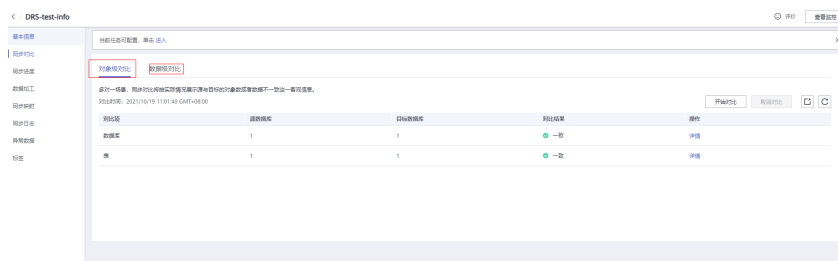 DRS-test-info
评价
查看监控
基本信息
同步对比
同步进度
数据加工
同步映射
同步日志
异常数据
标签
当前任务可配置，单击 进入
对象级对比
数据级对比
多对一场景，同步对比将按实际情况展示源与目标的对象数或者数据不一致这一客观信息。
对比时间：2021/10/19 11:01:40 GMT+08:00
开始对比
取消对比
对比项 源数据库 目标数据库 对比结果 操作
数据库 1 1 一致 详情
表 1 1 一致 详情